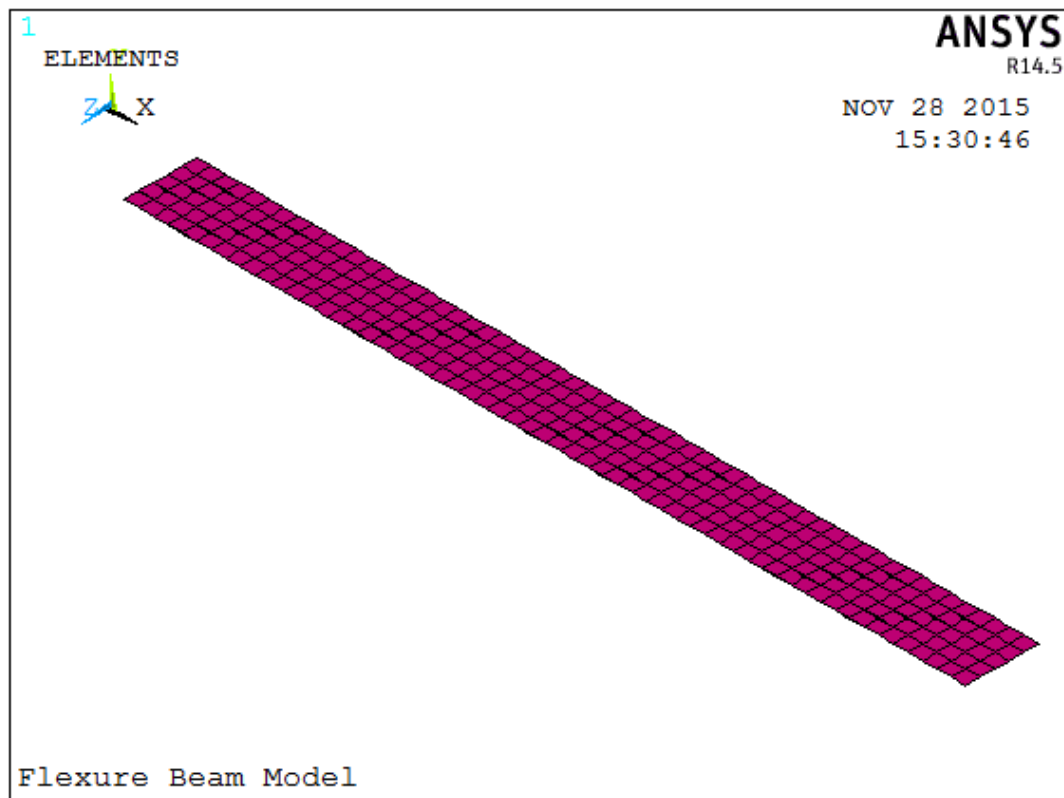 1
ELEMENTS
ANSYS
R14.5
NOV 28 2015
15:30:46
Z X
Flexure Beam Model